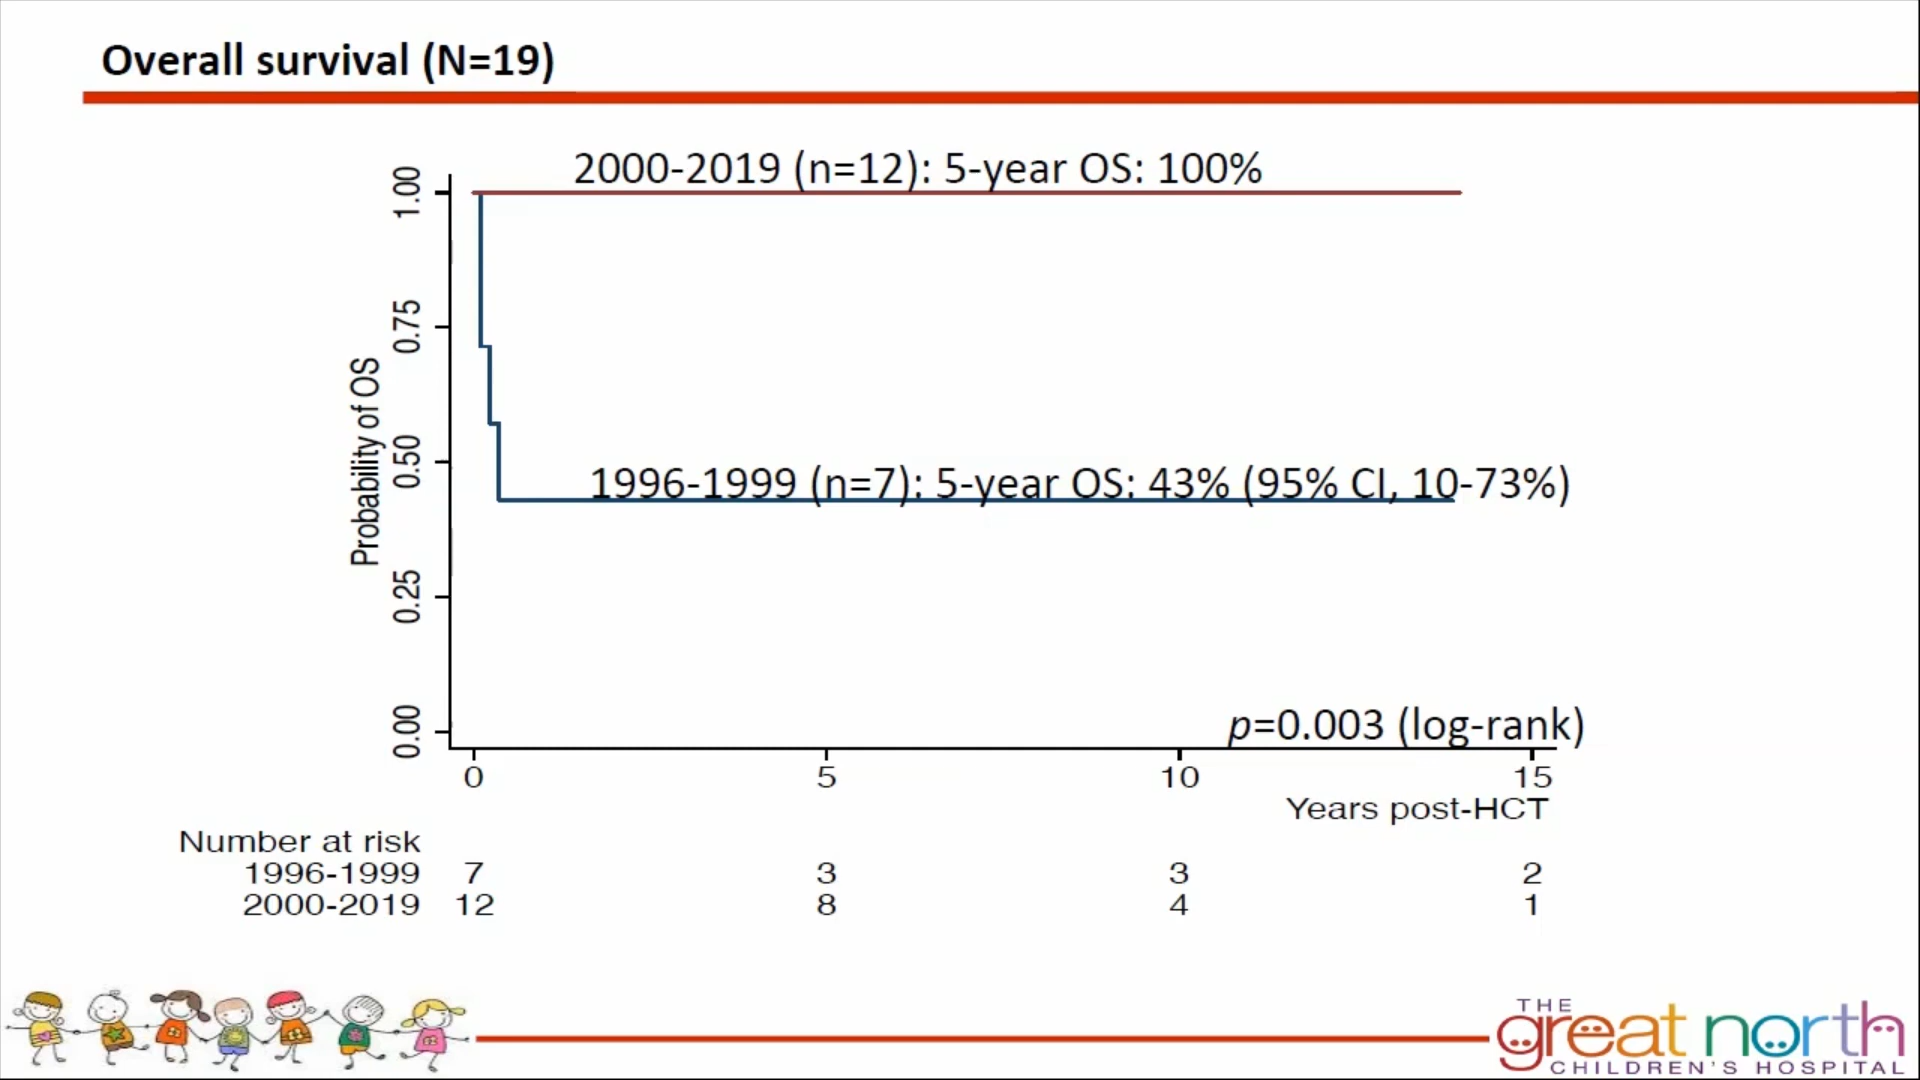 Overall survival (N=19)
2000-2019 (n=12): 5-year OS: 100%
1.00
0.75
0.50
0.25
0.00
Probability of OS
1996-1999 (n=7): 5-year OS: 43% (95% CI, 10-73%)
p=0.003 (log-rank)
0 5 10 15
Years post-HCT
Number at risk
1996-1999 7 3 3 2
2000-2019 12 8 4 1
THE
great north
CHILDREN'S HOSPITAL